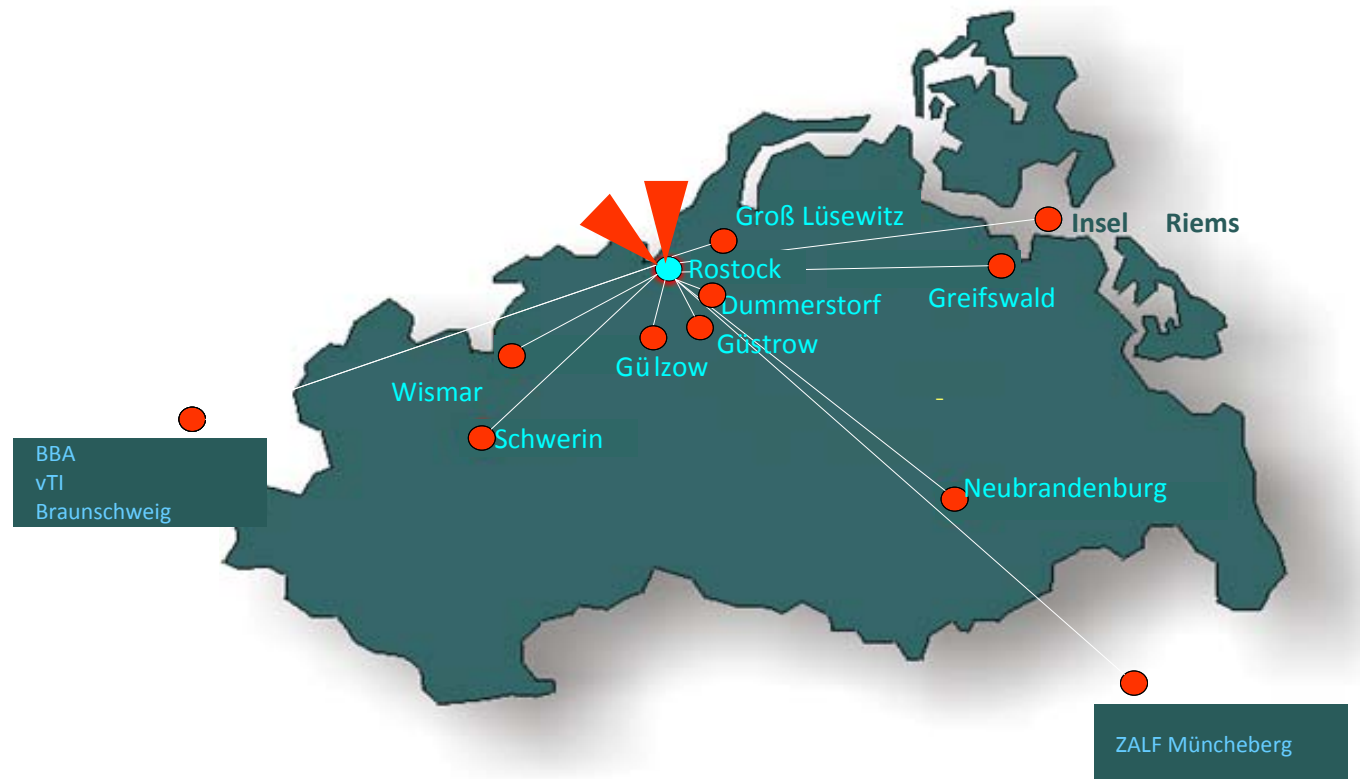 Groß Lüsewitz
Insel Riems
Rostock
Greifswald
Dummerstorf
Güstrow
Gülzow
Wismar
Schwerin
BBA
vTI
Braunschweig
Neubrandenburg
ZALF Müncheberg